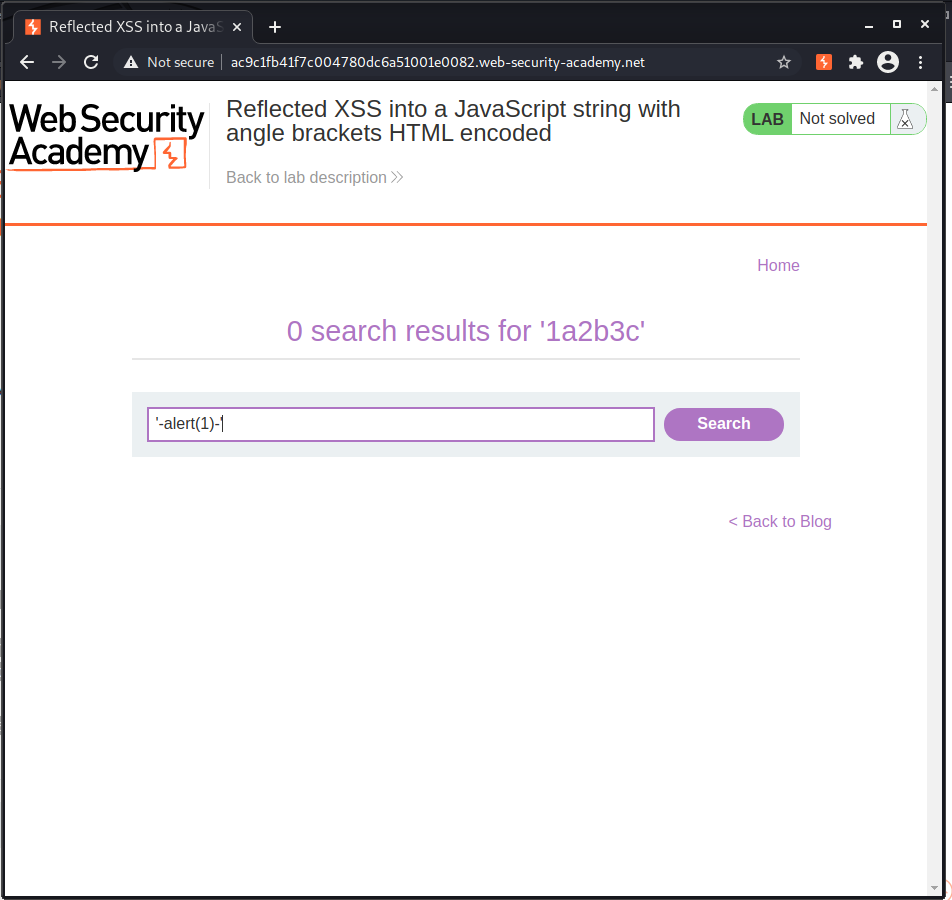 Reflected XSS into a JavaS
Not secure
ac9c1fb41f7c004780dc6a51001e0082.web-security-academy.net
Web Security
Academy
Reflected XSS into a JavaScript string with
angle brackets HTML encoded
Back to lab description
LAB Not solved
Home
0 search results for '1a2b3c'
'-alert(1)-'
Search
< Back to Blog